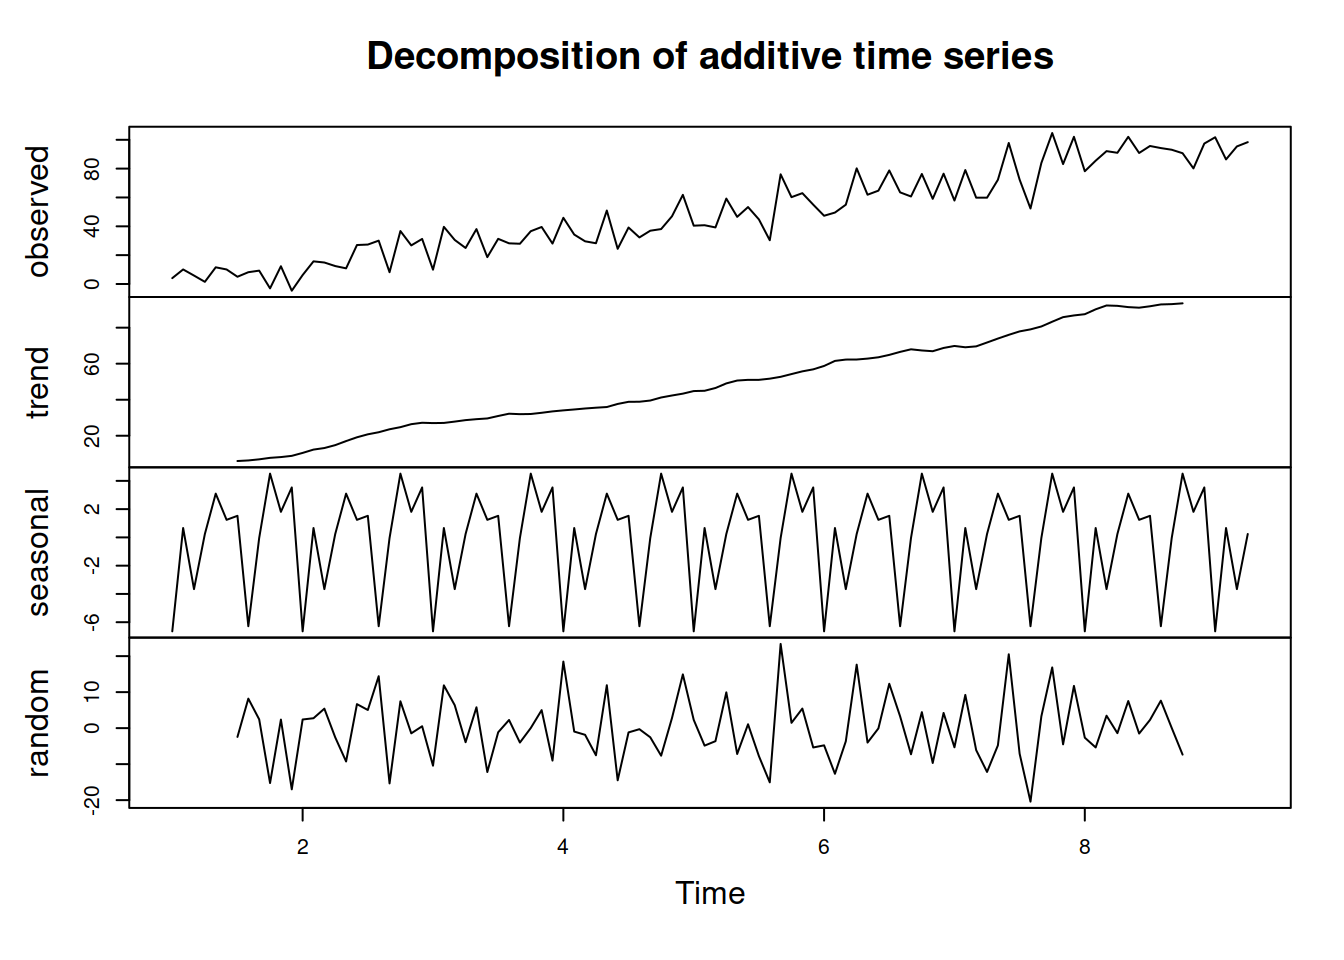 Decomposition of additive time series
observed
0 40 80
trend
20 60
seasonal
-6 -2 2
random
-20 0 10
2 4 6 8
Time